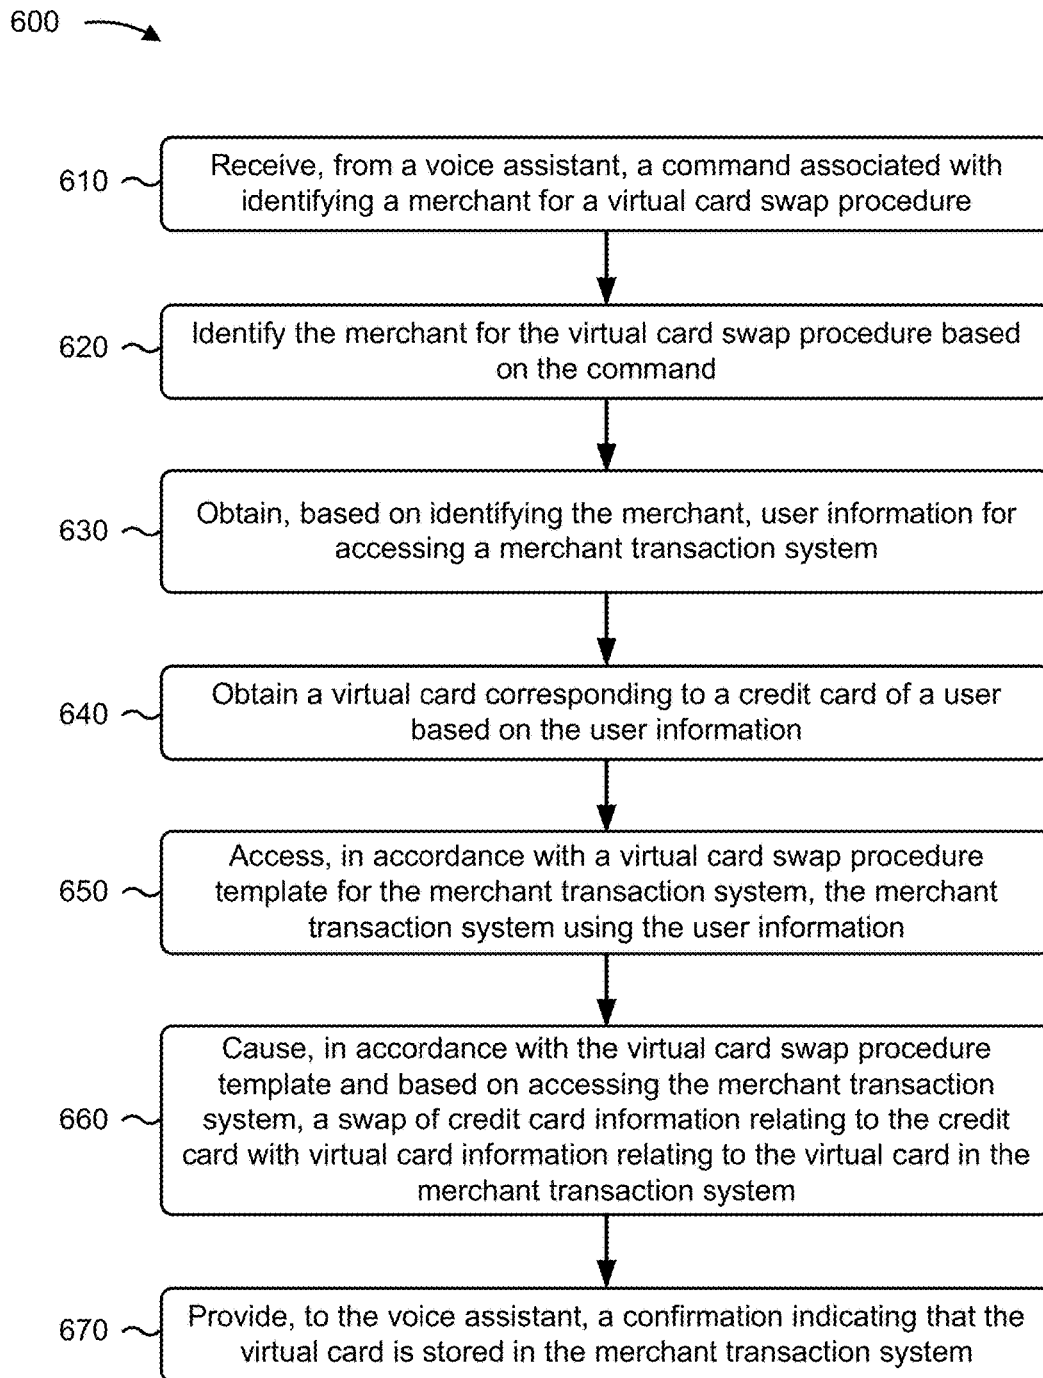 600
610
Receive, from a voice assistant, a command associated with
identifying a merchant for a virtual card swap procedure
620
Identify the merchant for the virtual card swap procedure based
on the command
630
Obtain, based on identifying the merchant, user information for
accessing a merchant transaction system
640
Obtain a virtual card corresponding to a credit card of a user
based on the user information
650
Access, in accordance with a virtual card swap procedure
template for the merchant transaction system, the merchant
transaction system using the user information
660
Cause, in accordance with the virtual card swap procedure
template and based on accessing the merchant transaction
system, a swap of credit card information relating to the credit
card with virtual card information relating to the virtual card in the
merchant transaction system
670
Provide, to the voice assistant, a confirmation indicating that the
virtual card is stored in the merchant transaction system